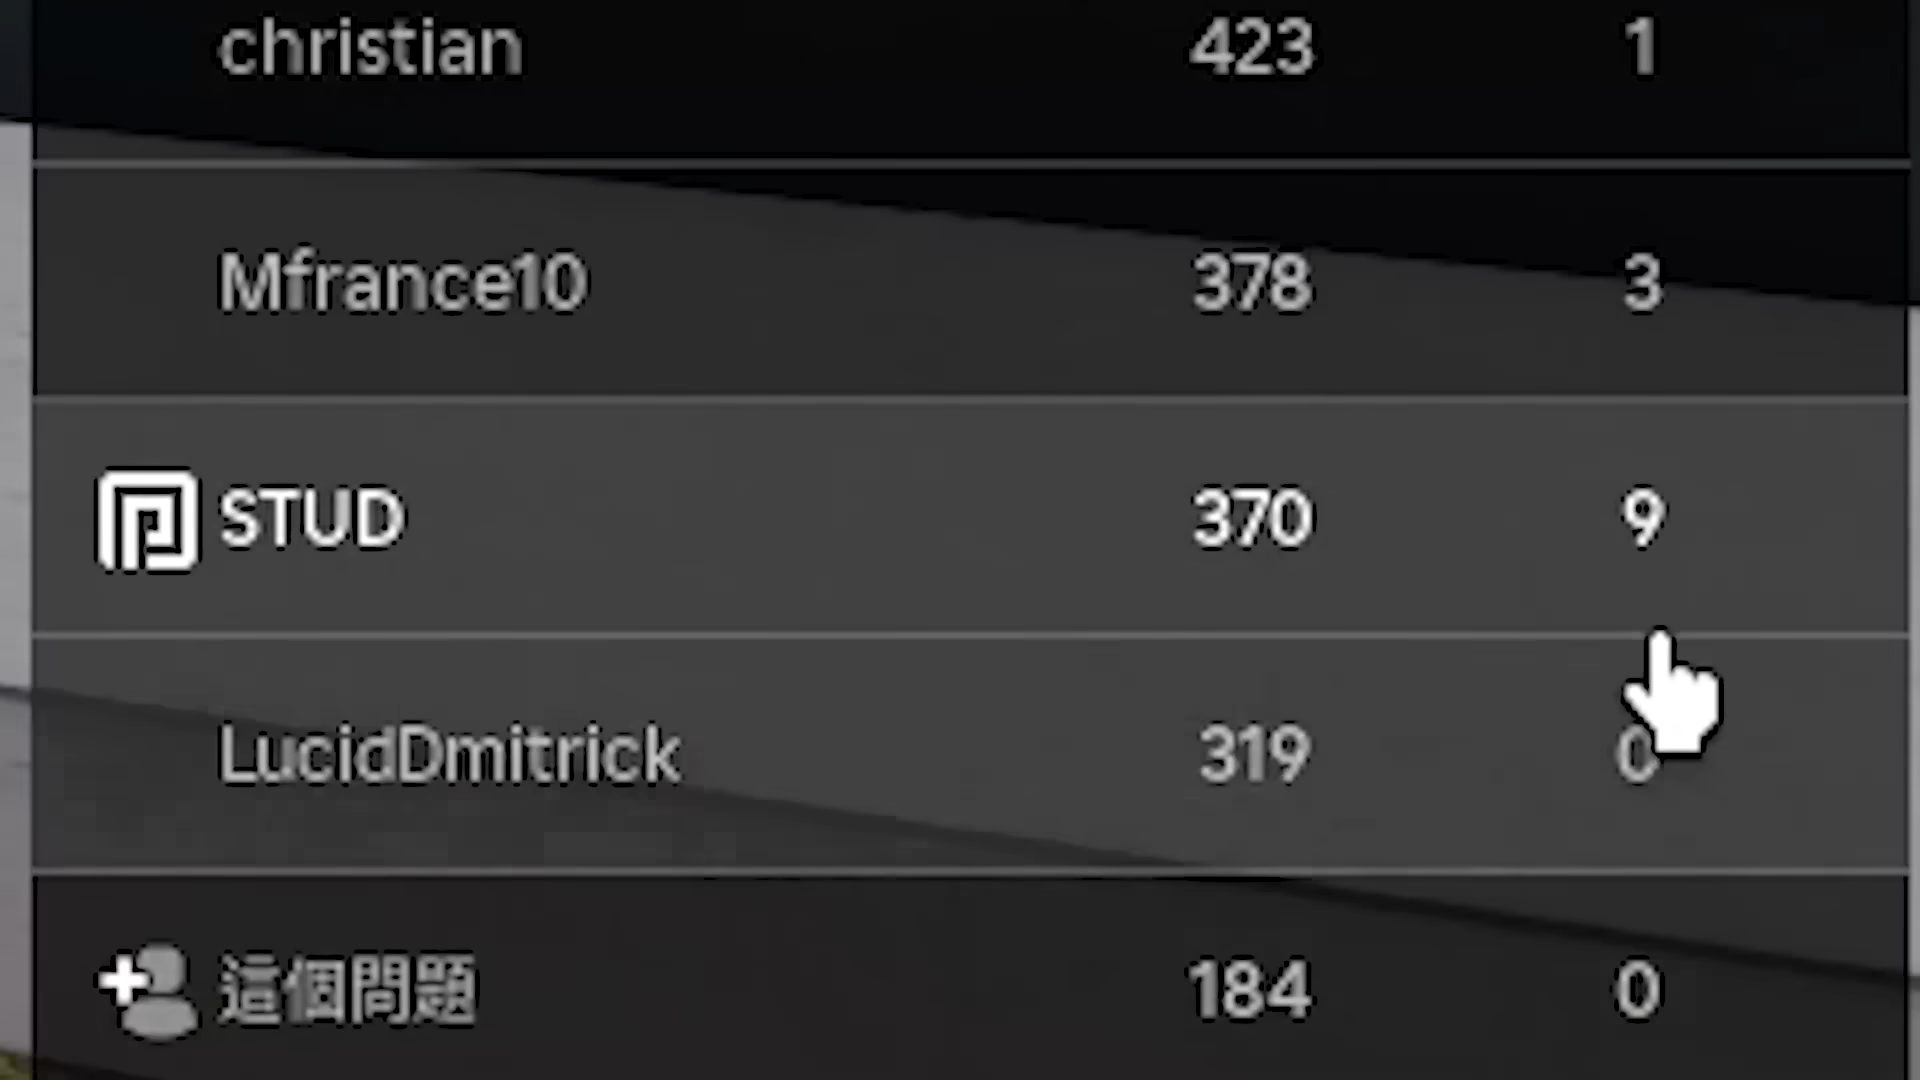 christian 423 1
Mfrance10 378 3
STUD 370 9
LucidDmitrick 319 0
這個問題 184 0